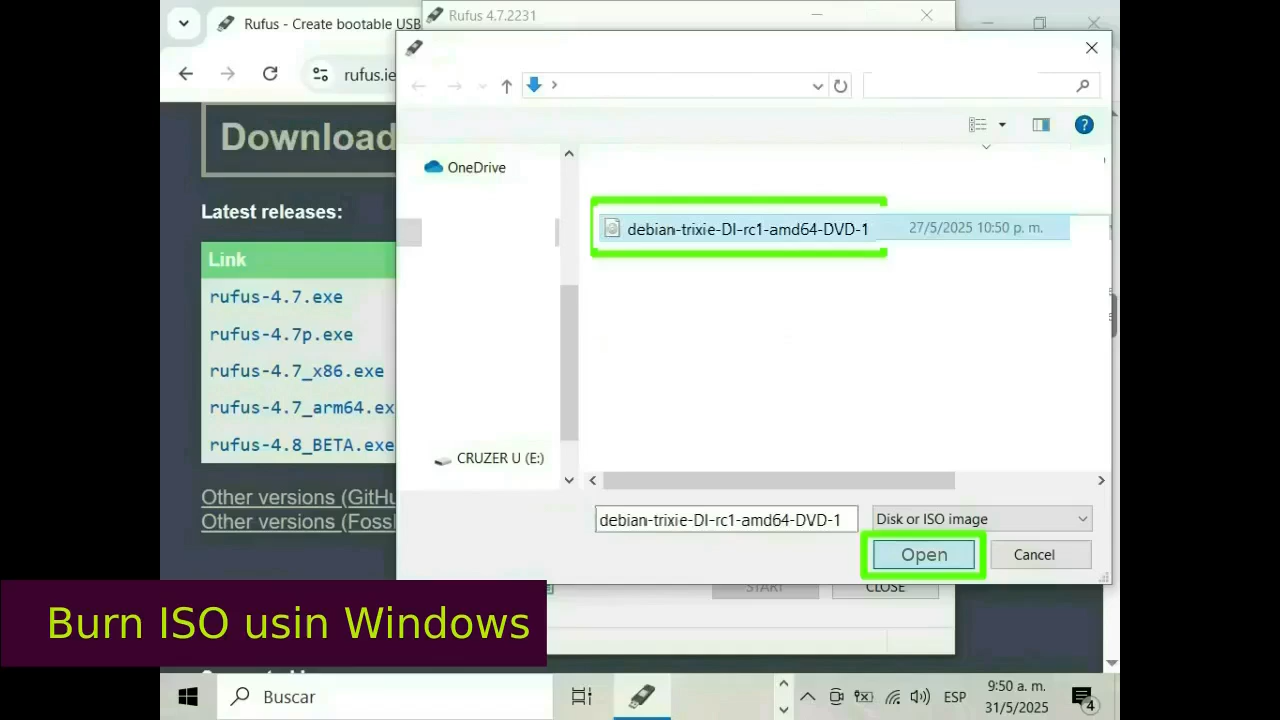 Rufus - Create bootable USB
Rufus 4.7.2231
rufus.ie
Download
OneDrive
Latest releases:
debian-trixie-DI-rc1-amd64-DVD-1
27/5/2025 10:50 p. m.
Link
rufus-4.7.exe
rufus-4.7p.exe
rufus-4.7_x86.exe
rufus-4.7_arm64.ex
rufus-4.8_BETA.exe
CRUZER U (E:)
Other versions (GitHu
Other versions (Fossl
debian-trixie-DI-rc1-amd64-DVD-1
Disk or ISO image
Open
Cancel
START
CLOSE
Burn ISO usin Windows
Buscar
ESP
9:50 a. m.
31/5/2025
4